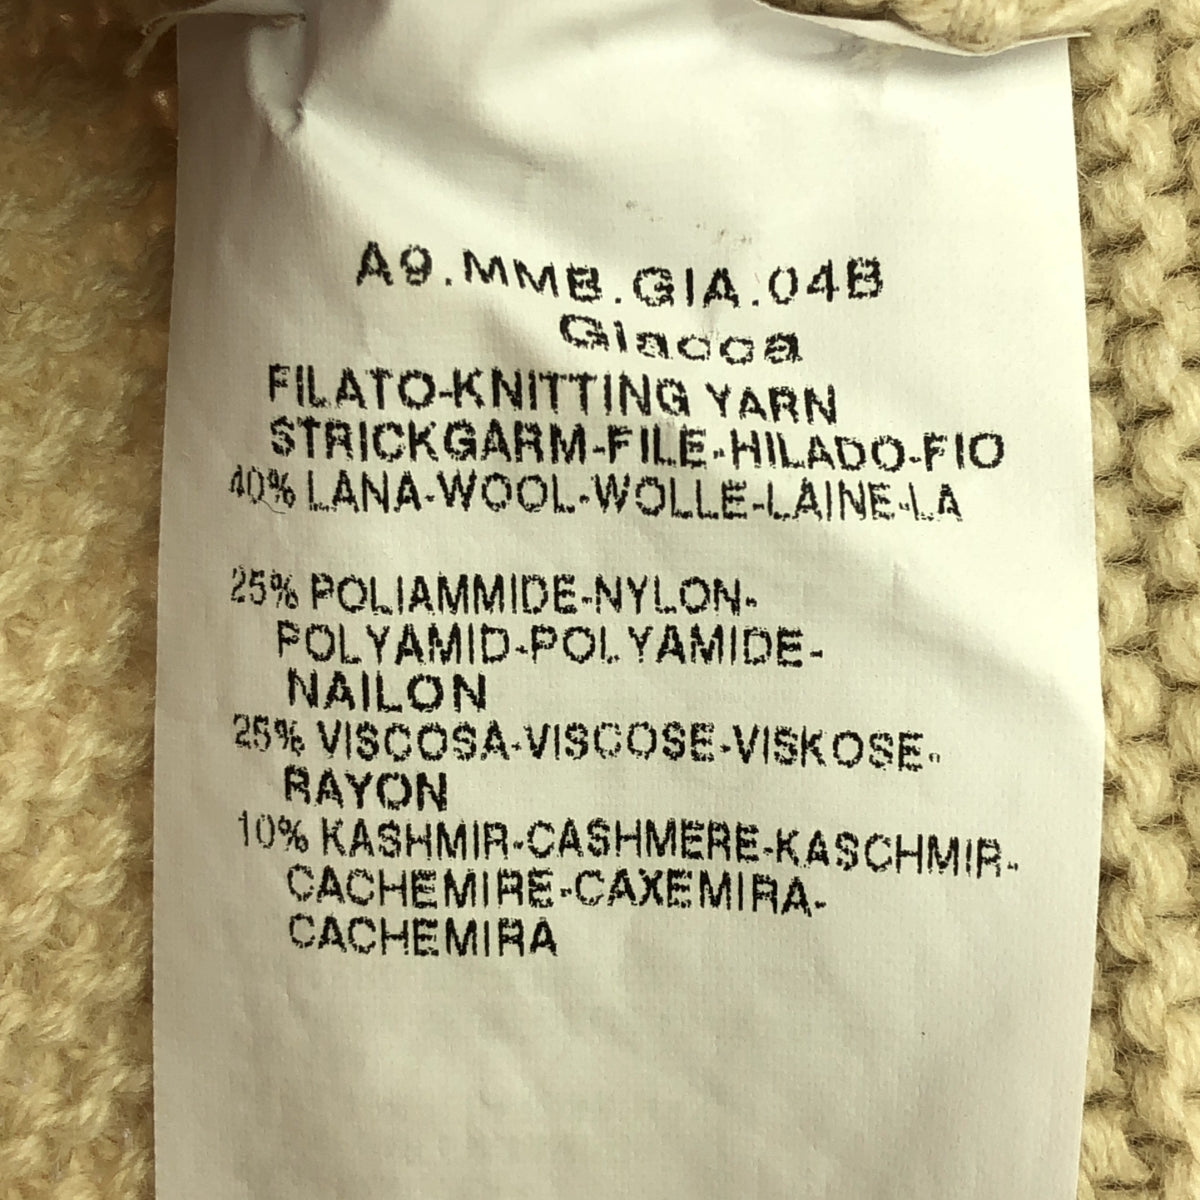 A9.MMB.GIA.04B
Giacca
FILATO-KNITTING YARN
STRICKGARM-FILE-HILADO-FIO
40% LANA-WOOL-WOLLE-LAINE-LA
25% POLIAMMIDE-NYLON-
POLYAMID-POLYAMIDE-
NAILON
25% VISCOSA-VISCOSE-VISKOSE-
RAYON
10% KASHMIR-CASHMERE-KASCHMIR-
CACHEMIRE-CAXEMIRA-
CACHEMIRA